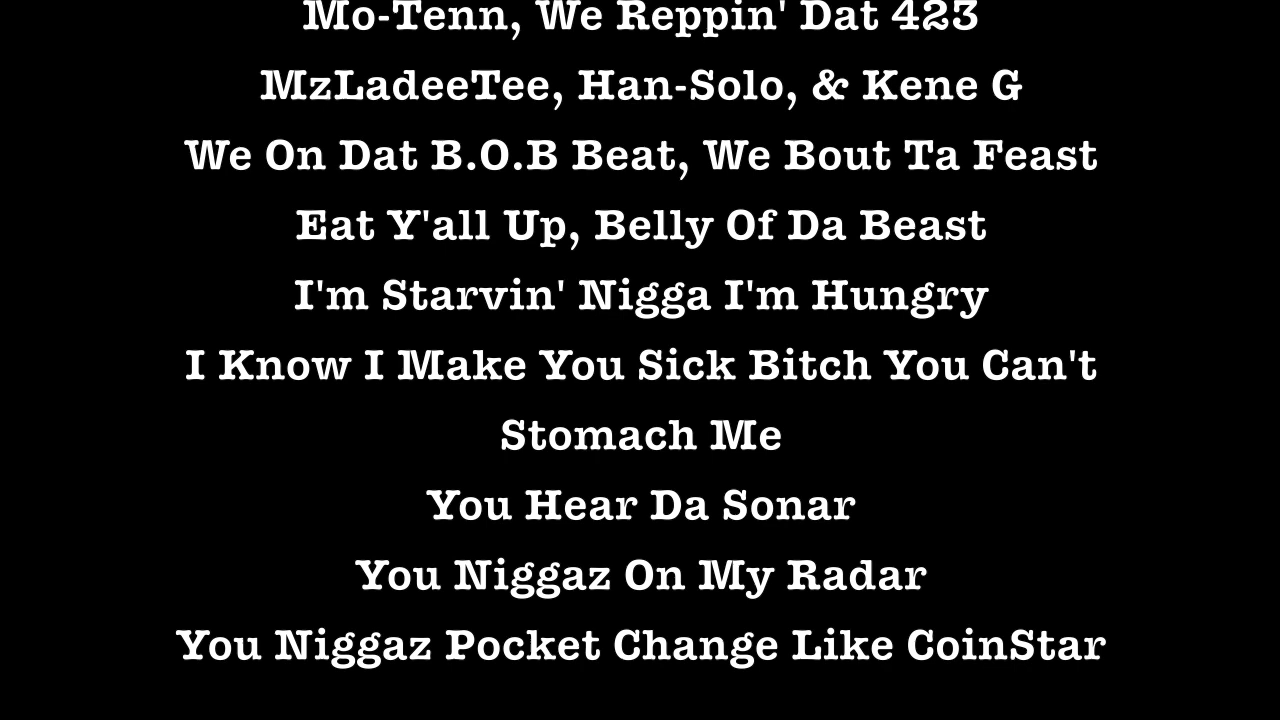 Mo-Tenn, We Reppin' Dat 423
MzLadeeTee, Han-Solo, & Kene G
We On Dat B.O.B Beat, We Bout Ta Feast
Eat Y'all Up, Belly Of Da Beast
I'm Starvin' Nigga I'm Hungry
I Know I Make You Sick Bitch You Can't
Stomach Me
You Hear Da Sonar
You Niggaz On My Radar
You Niggaz Pocket Change Like CoinStar